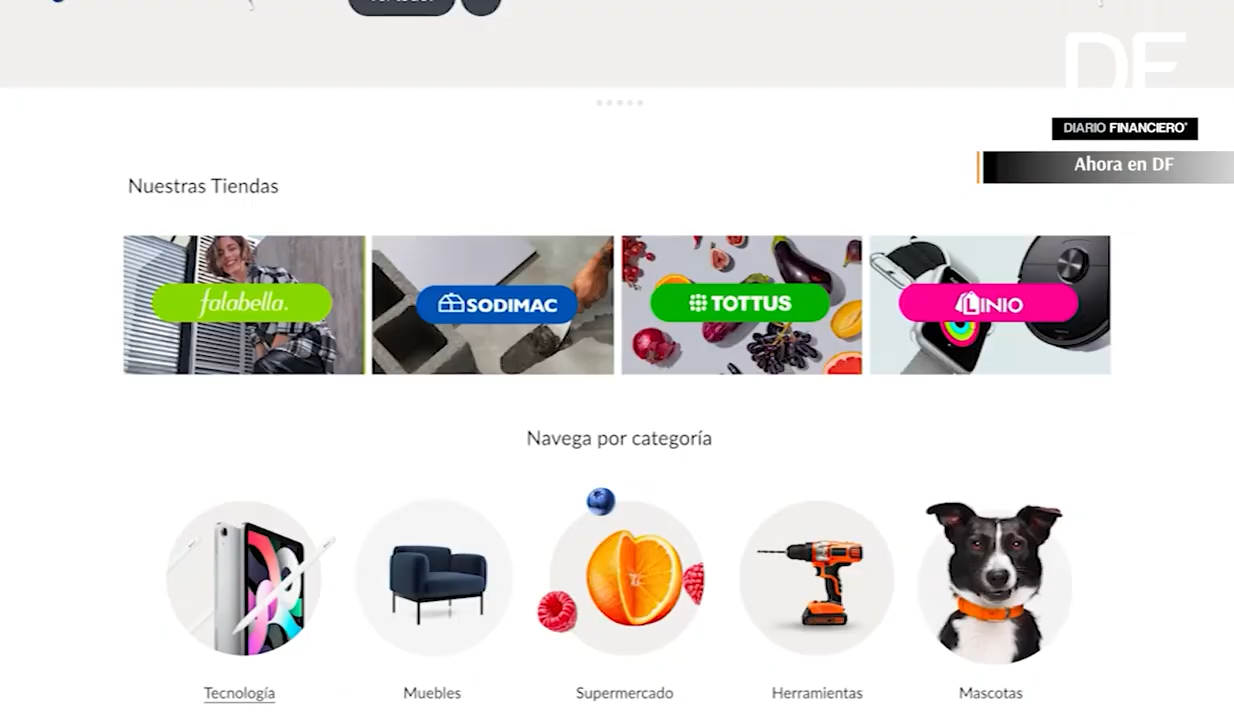 DF
DIARIO FINANCIERO®
Ahora en DF
Nuestras Tiendas
falabella.
SODIMAC
TOTTUS
LINIO
Navega por categoría
Tecnología
Muebles
Supermercado
Herramientas
Mascotas